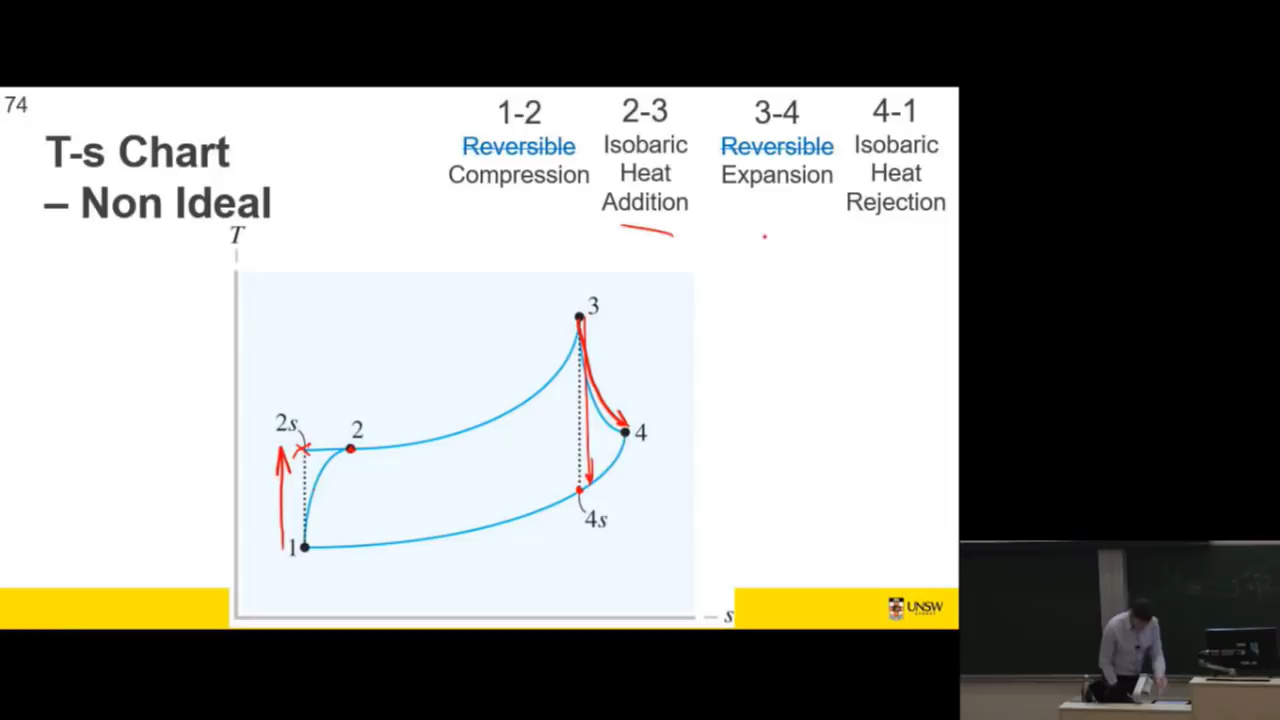 74
T-s Chart
– Non Ideal
1-2
Reversible
Compression
2-3
Isobaric
Heat
Addition
3-4
Reversible
Expansion
4-1
Isobaric
Heat
Rejection
T
3
2s
2
4
4s
1
s
UNSW